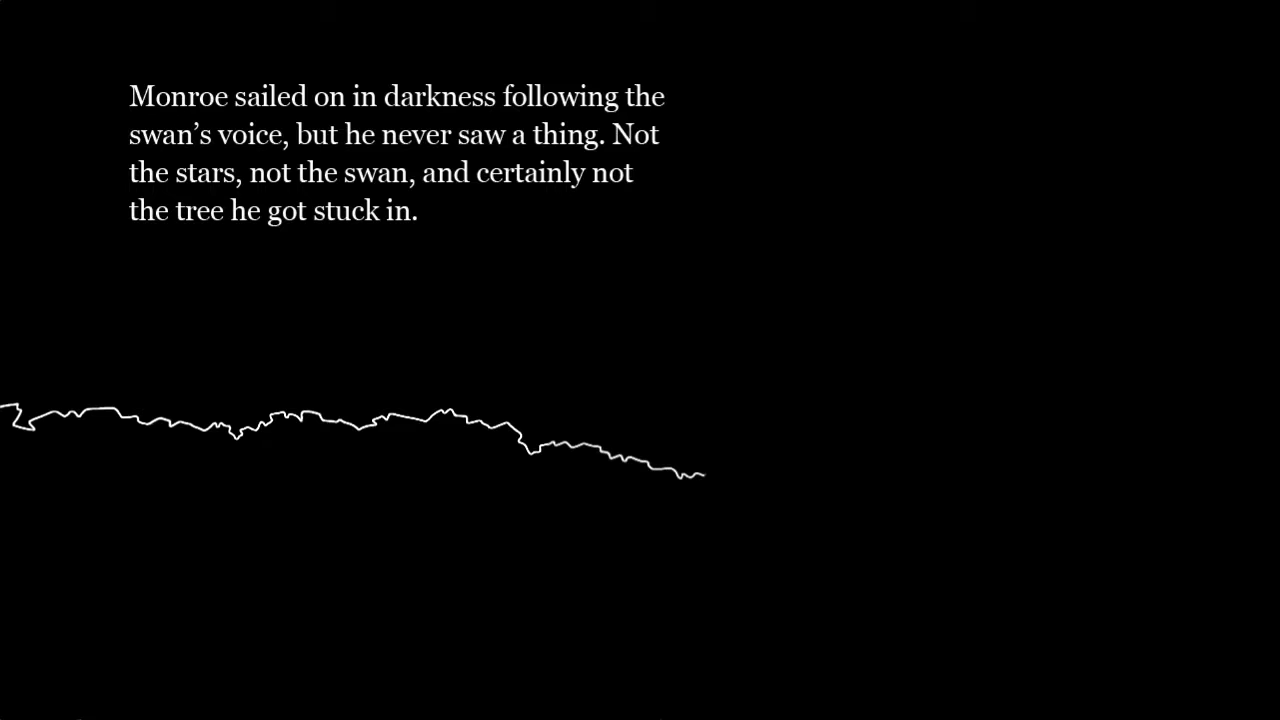 Monroe sailed on in darkness following the
swan’s voice, but he never saw a thing. Not
the stars, not the swan, and certainly not
the tree he got stuck in.